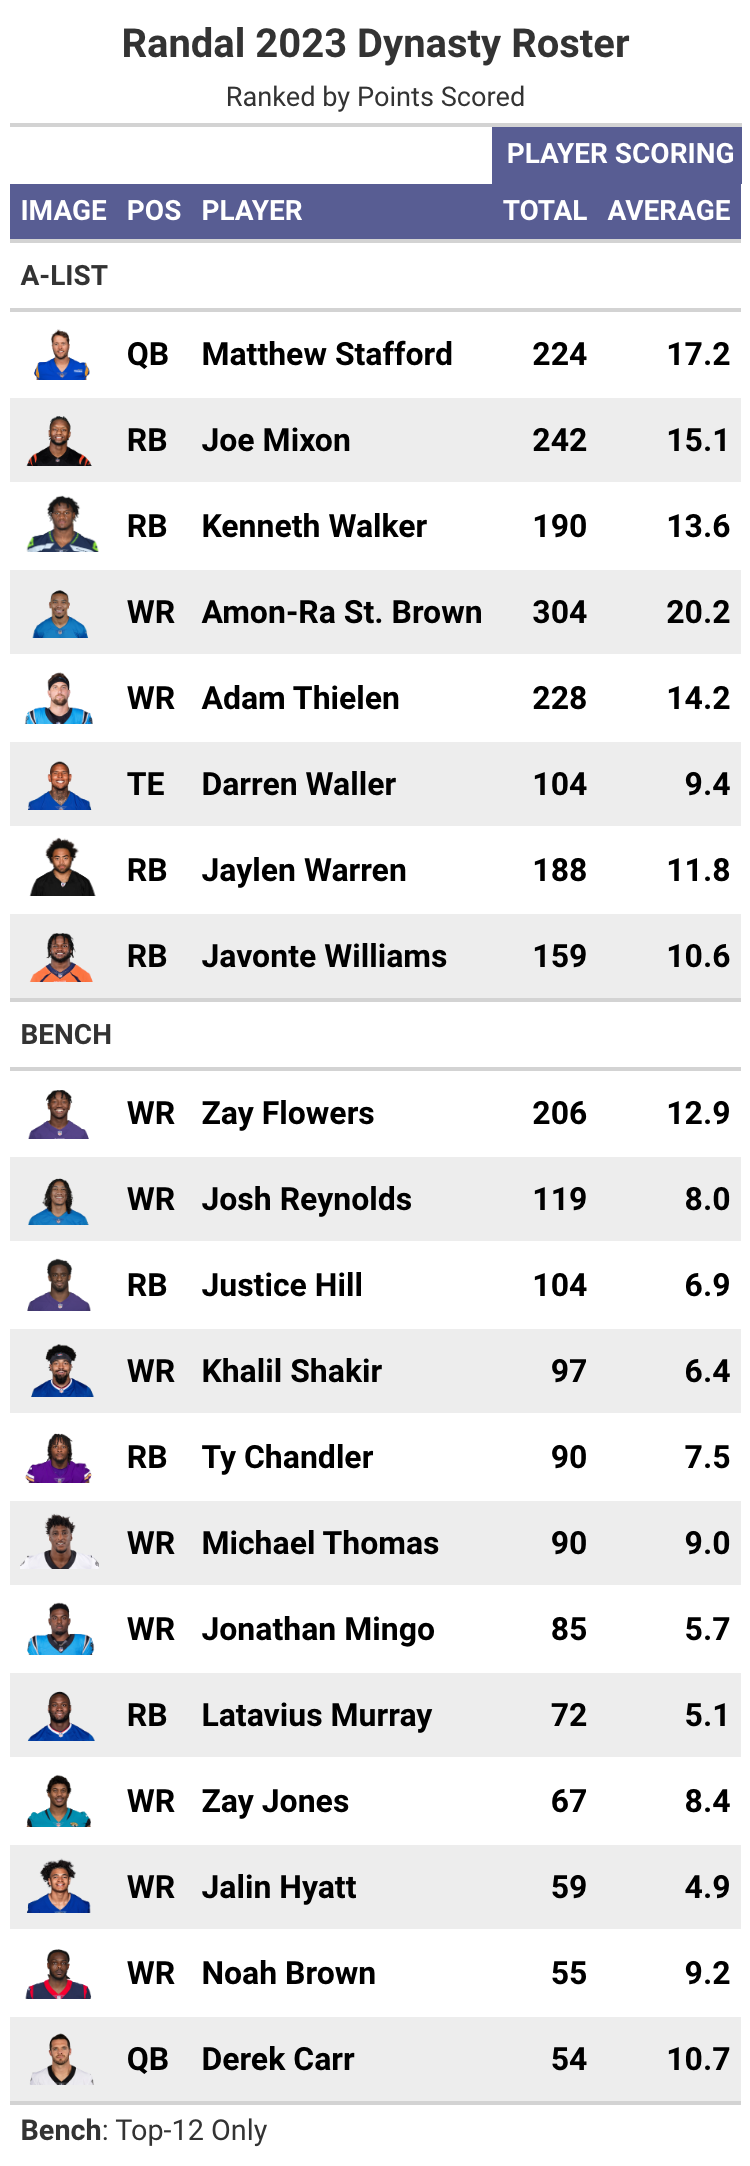 Randal 2023 Dynasty Roster
Ranked by Points Scored
PLAYER SCORING
IMAGE POS PLAYER TOTAL AVERAGE
A-LIST
QB Matthew Stafford 224 17.2
RB Joe Mixon 242 15.1
RB Kenneth Walker 190 13.6
WR Amon-Ra St. Brown 304 20.2
WR Adam Thielen 228 14.2
TE Darren Waller 104 9.4
RB Jaylen Warren 188 11.8
RB Javonte Williams 159 10.6
BENCH
WR Zay Flowers 206 12.9
WR Josh Reynolds 119 8.0
RB Justice Hill 104 6.9
WR Khalil Shakir 97 6.4
RB Ty Chandler 90 7.5
WR Michael Thomas 90 9.0
WR Jonathan Mingo 85 5.7
RB Latavius Murray 72 5.1
WR Zay Jones 67 8.4
WR Jalin Hyatt 59 4.9
WR Noah Brown 55 9.2
QB Derek Carr 54 10.7
Bench: Top-12 Only